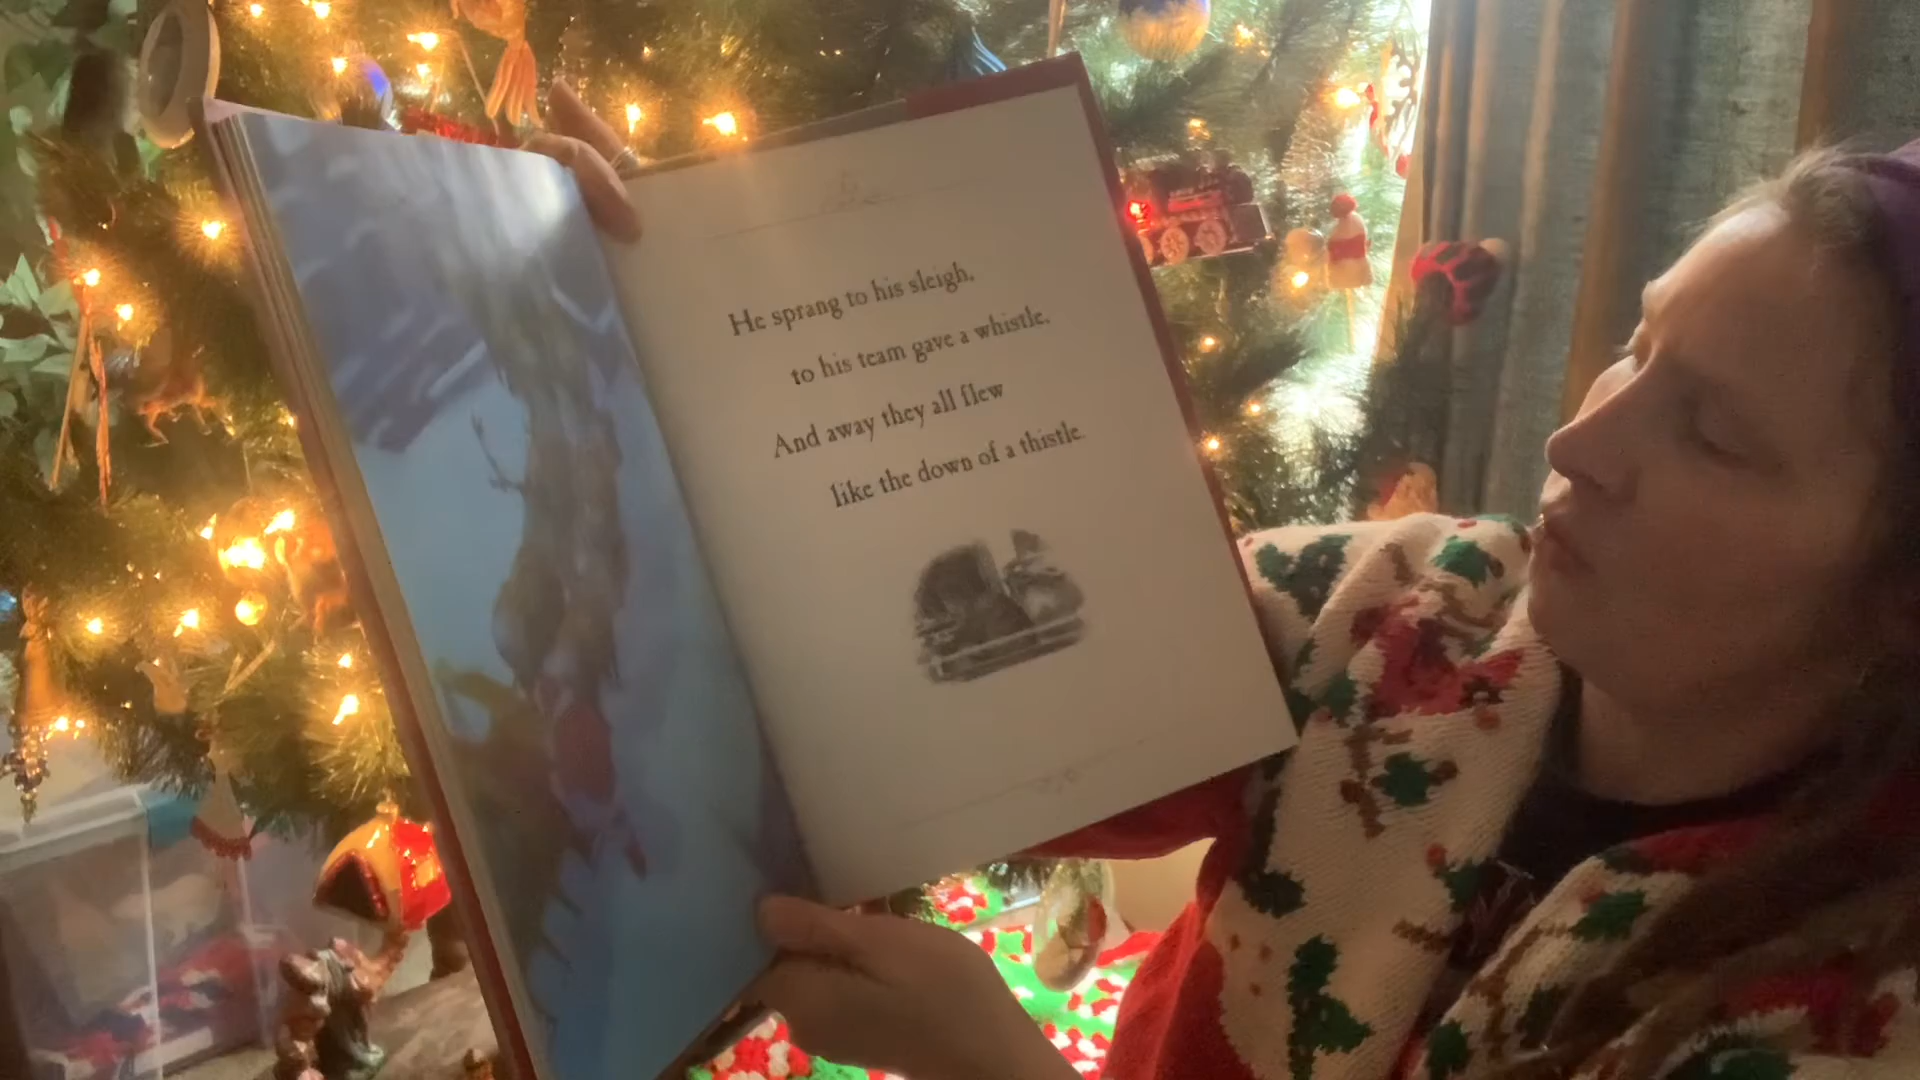 He sprang to his sleigh,
to his team gave a whistle,
And away they all flew
like the down of a thistle.